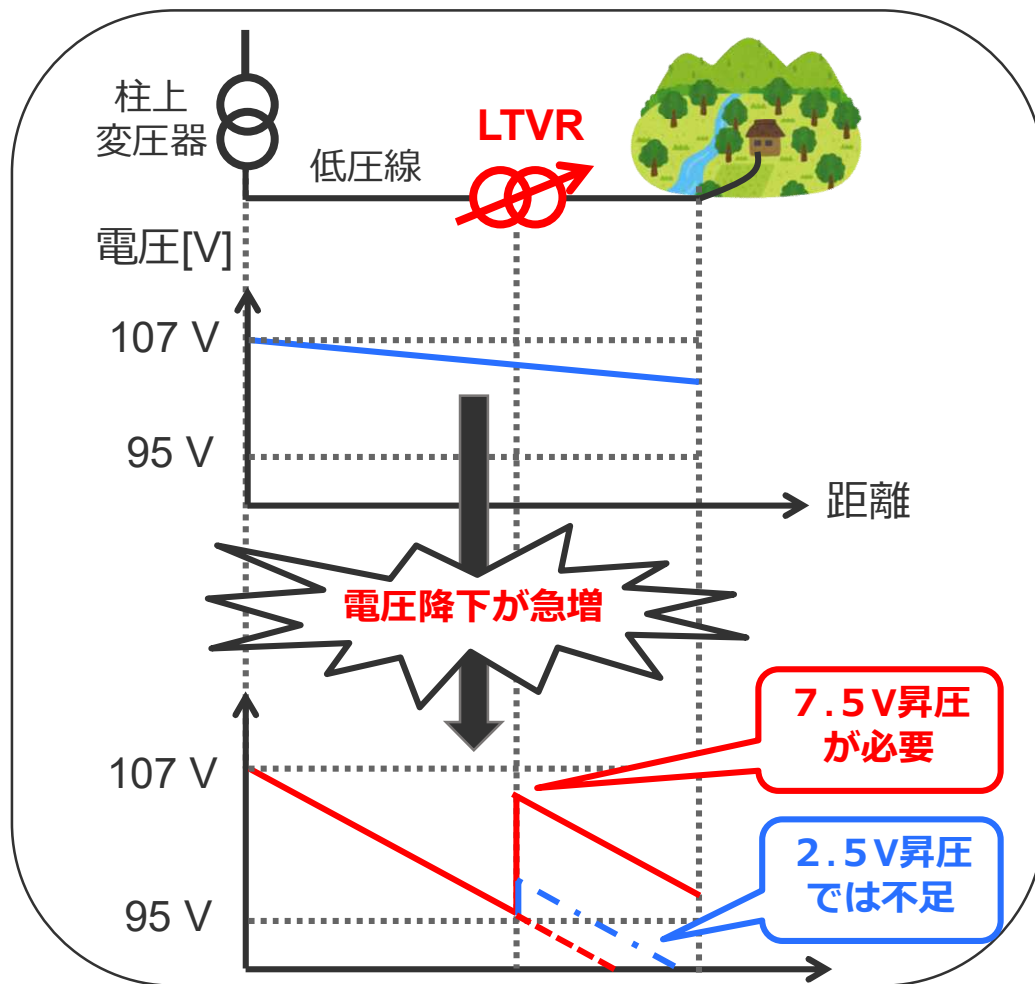 柱上
変圧器
LTVR
低圧線
電圧[V]
107 V
95 V
距離
電圧降下が急増
７.５V昇圧
が必要
107 V
２.５V昇圧
では不足
95 V